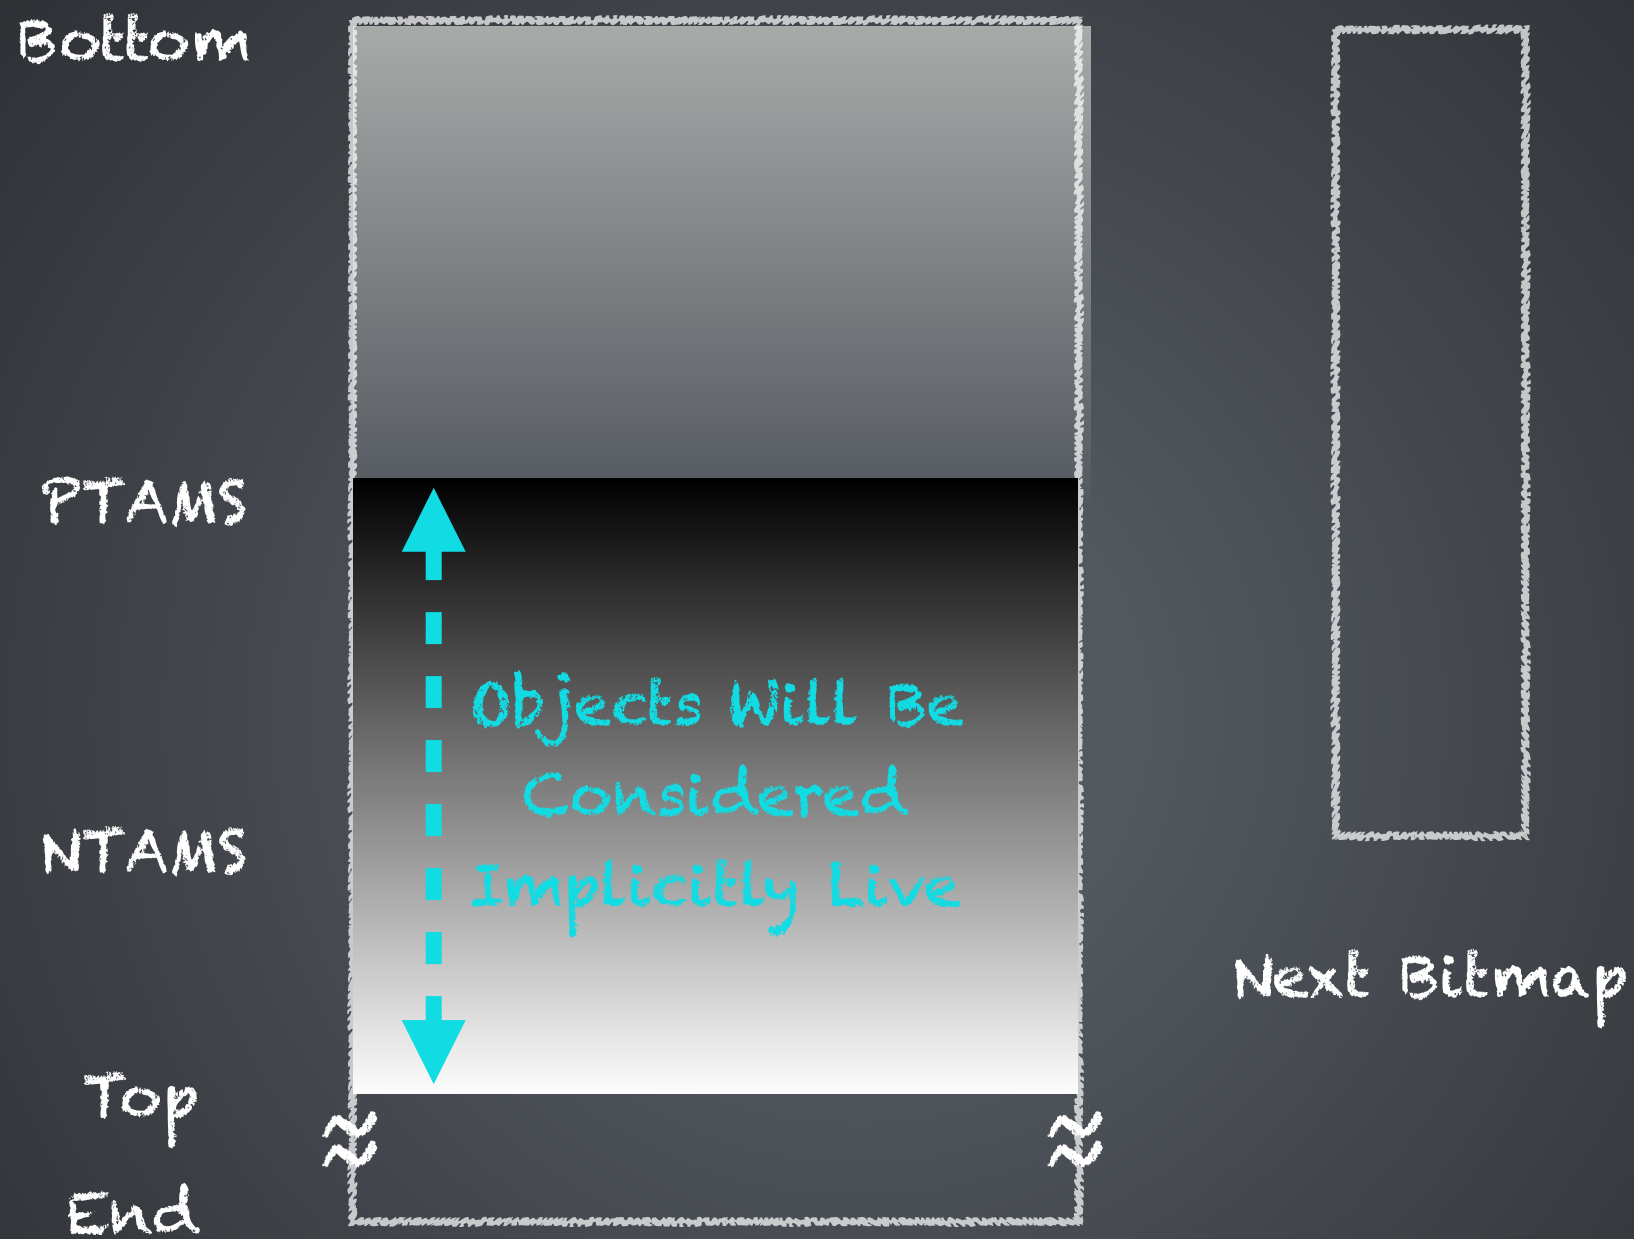 Bottom
PTAMS
Objects Will Be
Considered
Implicitly Live
NTAMS
Next Bitmap
Top
End